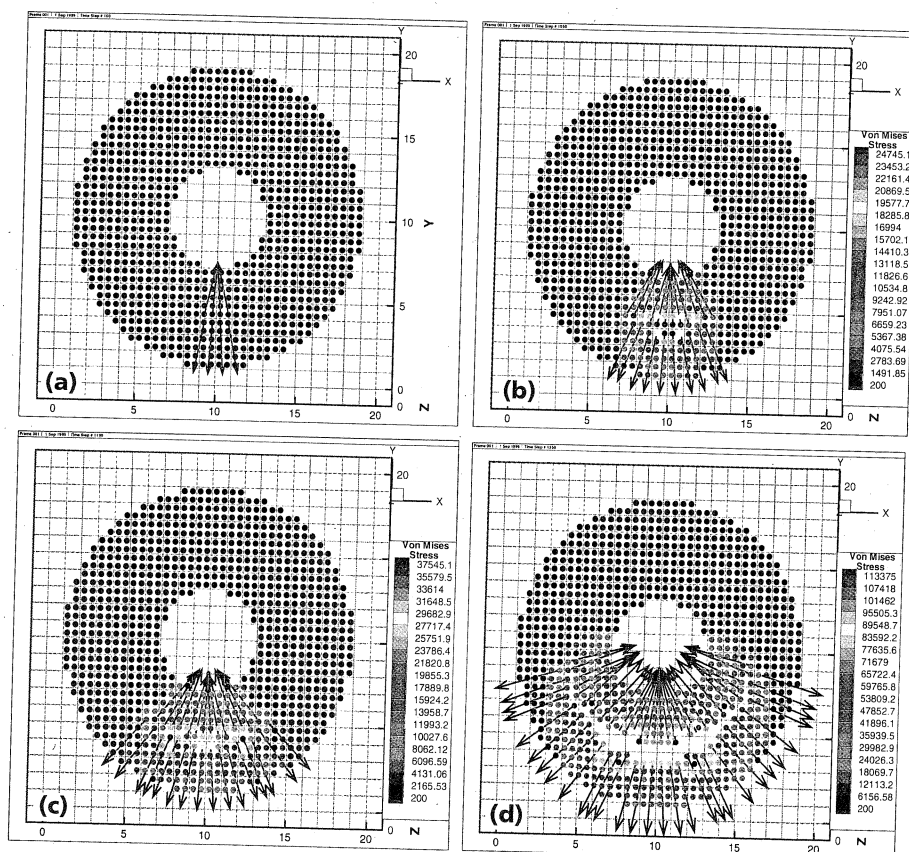 Frame 001 | 1 Sep 1999 | Time Step # 100
Y
20
X
15
10
Y
5
0
(a)
0 5 10 15 20
0 N
Y
20
X
Von Mises
Stress
24745.1
23453.2
22161.4
20869.5
19577.7
18285.8
16994
15702.1
14410.3
13118.5
11826.6
10534.8
9242.92
7951.07
6659.23
5367.38
4075.54
2783.69
1491.85
200
(b)
0 5 10 15 20
0 N
Y
20
X
Von Mises
Stress
37545.1
35579.5
33614
31648.5
29682.9
27717.4
25751.9
23786.4
21820.8
19855.3
17889.8
15924.2
13958.7
11993.2
10027.6
8062.12
6096.59
4131.06
2165.53
200
(c)
0 5 10 15 20
0 N
Y
20
X
Von Mises
Stress
113375
107418
101462
95505.3
89548.7
83592.2
77635.6
71679
65722.4
59765.8
53809.2
47852.7
41896.1
35939.5
29982.9
24026.3
18069.7
12113.2
6156.58
200
(d)
0 5 10 15 20
0 N